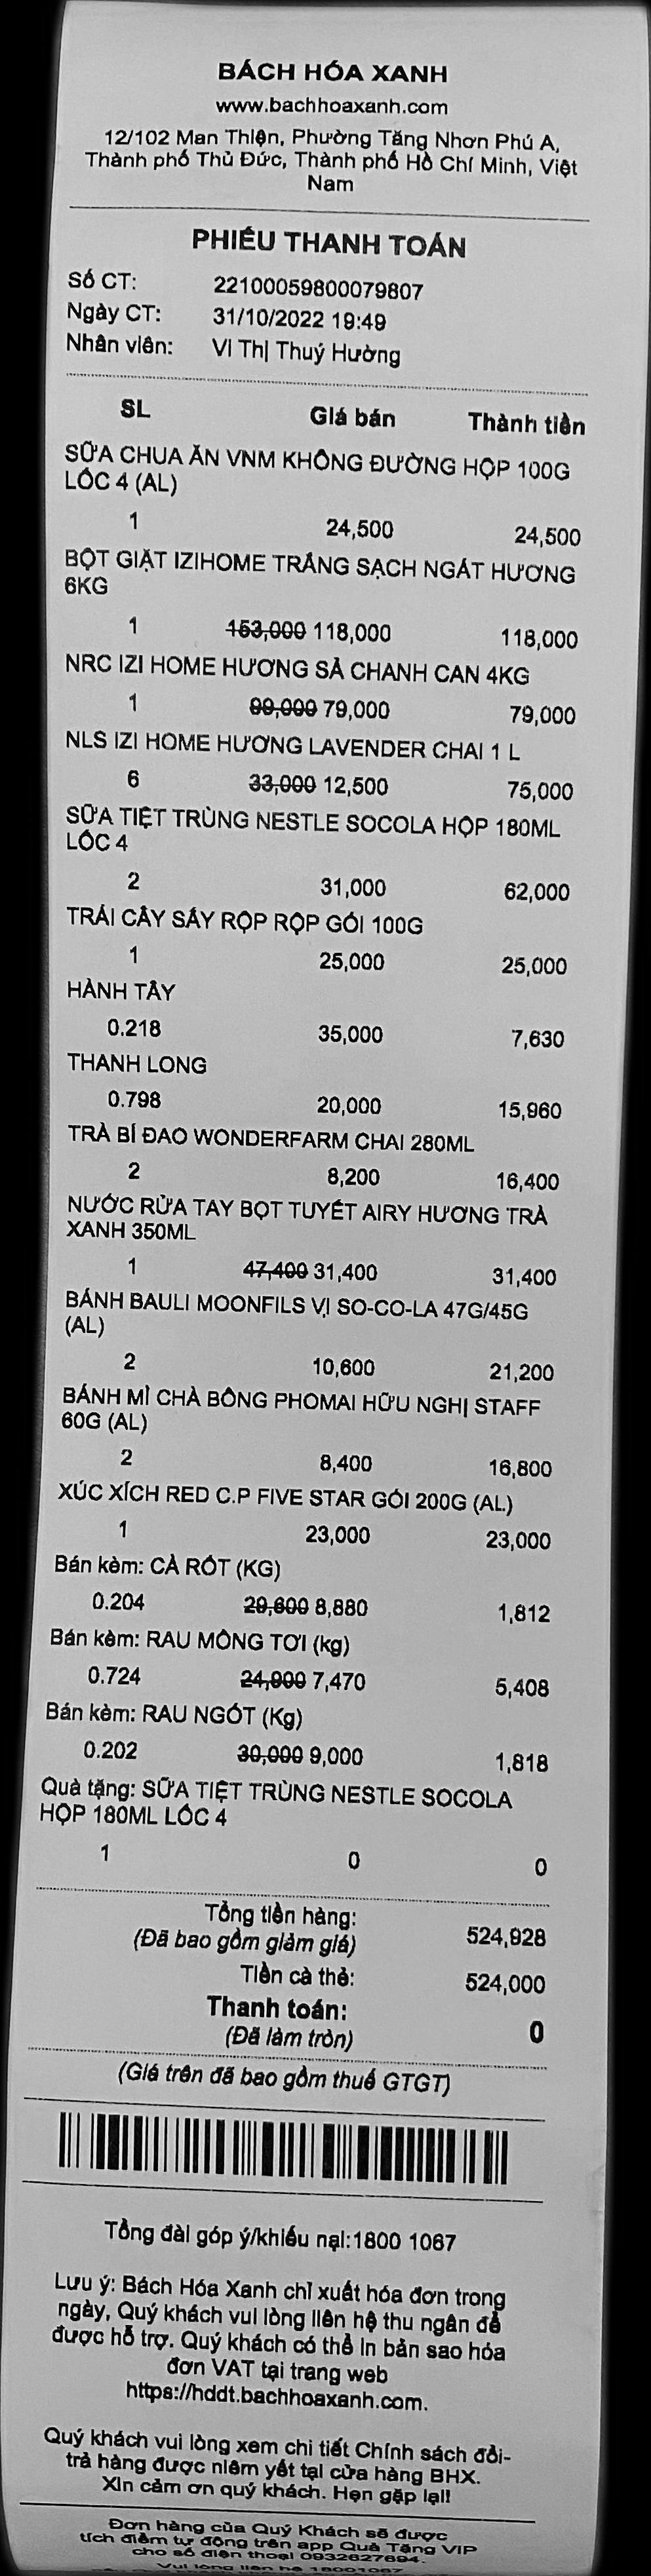 BÁCH HÓA XANH
www.bachhoaxanh.com
12/102 Man Thiện, Phường Tăng Nhơn Phú A,
Thành phố Thủ Đức, Thành phố Hồ Chí Minh, Việt
Nam
PHIẾU THANH TOÁN
Số CT: 22100059800079807
Ngày CT: 31/10/2022 19:49
Nhân viên: Vi Thị Thuý Hường
SL Giá bán Thành tiền
SỮA CHUA ĂN VNM KHÔNG ĐƯỜNG HỘP 100G
LỐC 4 (AL)
1 24,500 24,500
BỘT GIẶT IZIHOME TRẮNG SẠCH NGÁT HƯƠNG
6KG
1 153,000 118,000 118,000
NRC IZI HOME HƯƠNG SẢ CHANH CAN 4KG
1 89,000 79,000 79,000
NLS IZI HOME HƯƠNG LAVENDER CHAI 1 L
6 33,000 12,500 75,000
SỮA TIỆT TRÙNG NESTLE SOCOLA HỘP 180ML
LỐC 4
2 31,000 62,000
TRÁI CÂY SẤY RỘP RỘP GÓI 100G
1 25,000 25,000
HÀNH TÂY
0.218 35,000 7,630
THANH LONG
0.798 20,000 15,960
TRÀ BÍ ĐAO WONDERFARM CHAI 280ML
2 8,200 16,400
NƯỚC RỬA TAY BỌT TUYẾT AIRY HƯƠNG TRÀ
XANH 350ML
1 47,400 31,400 31,400
BÁNH BAULI MOONFILS VỊ SO-CO-LA 47G/45G
(AL)
2 10,600 21,200
BÁNH MÌ CHÀ BÔNG PHOMAI HỮU NGHỊ STAFF
60G (AL)
2 8,400 16,800
XÚC XÍCH RED C.P FIVE STAR GÓI 200G (AL)
1 23,000 23,000
Bán kèm: CÀ RỐT (KG)
0.204 29,600 8,880 1,812
Bán kèm: RAU MỒNG TƠI (kg)
0.724 24,900 7,470 5,408
Bán kèm: RAU NGÓT (Kg)
0.202 30,000 9,000 1,818
Quà tặng: SỮA TIỆT TRÙNG NESTLE SOCOLA
HỘP 180ML LỐC 4
1 0 0
Tổng tiền hàng: 524,928
(Đã bao gồm giảm giá)
Tiền cà thẻ: 524,000
Thanh toán: 0
(Đã làm tròn)
(Giá trên đã bao gồm thuế GTGT)
Tổng đài góp ý/khiếu nại:1800 1067
Lưu ý: Bách Hóa Xanh chỉ xuất hóa đơn trong
ngày, Quý khách vui lòng liên hệ thu ngân để
được hỗ trợ. Quý khách có thể in bản sao hóa
đơn VAT tại trang web
https://hddt.bachhoaxanh.com.
Quý khách vui lòng xem chi tiết Chính sách đổi-
trả hàng được niêm yết tại cửa hàng BHX.
Xin cảm ơn quý khách. Hẹn gặp lại!
Đơn hàng của Quý Khách sẽ được
tích điểm tự động trên app Quà Tặng VIP
cho số điện thoại 0932627694.
Vui lòng liên hệ 18001067